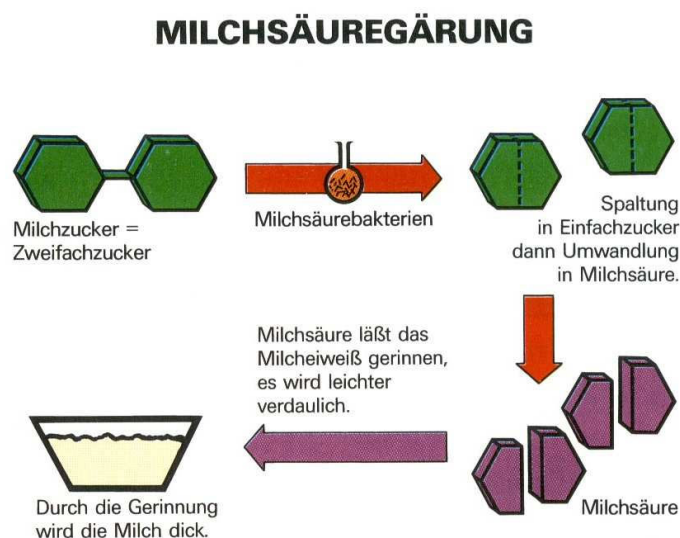 MILCHSÄUREGÄRUNG
Milchzucker =
Zweifachzucker
Milchsäurebakterien
Spaltung
in Einfachzucker
dann Umwandlung
in Milchsäure.
Milchsäure läßt das
Milcheiweiß gerinnen,
es wird leichter
verdaulich.
Milchsäure
Durch die Gerinnung
wird die Milch dick.